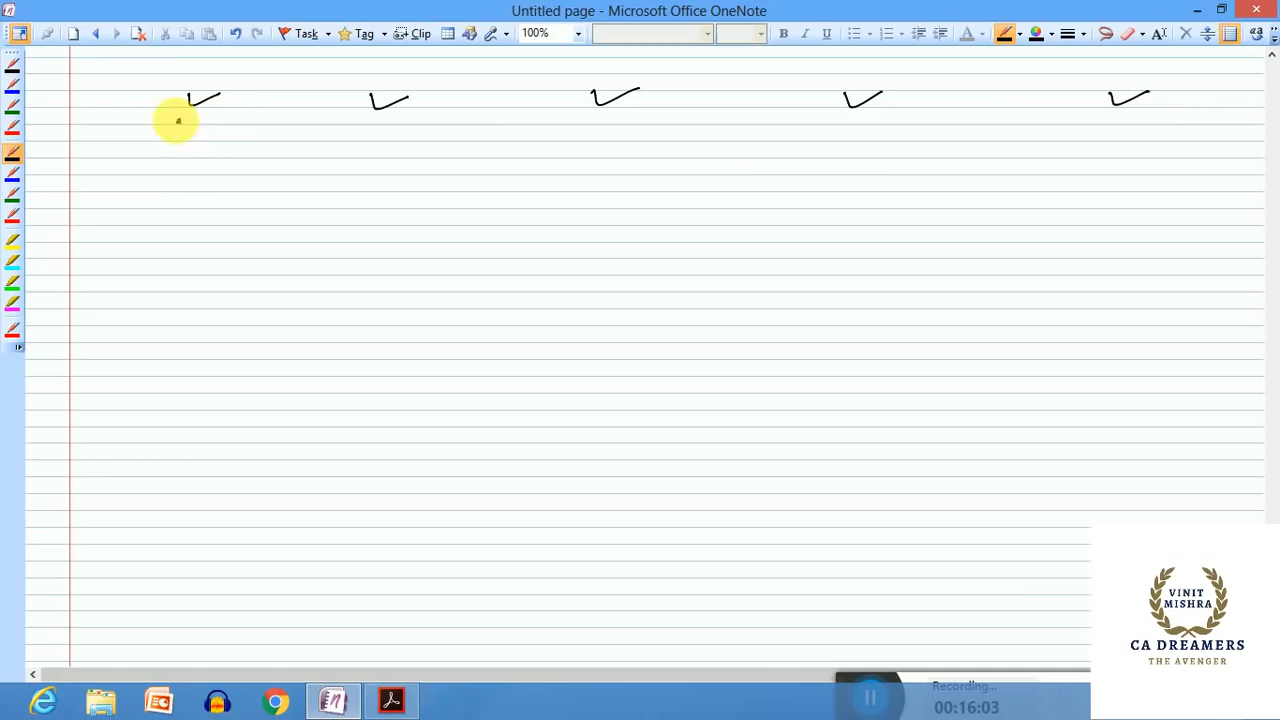 Untitled page - Microsoft Office OneNote
Task Tag Clip 100% B I U
Recording...
00:16:03
VINIT
MISHRA
CA DREAMERS
THE AVENGER